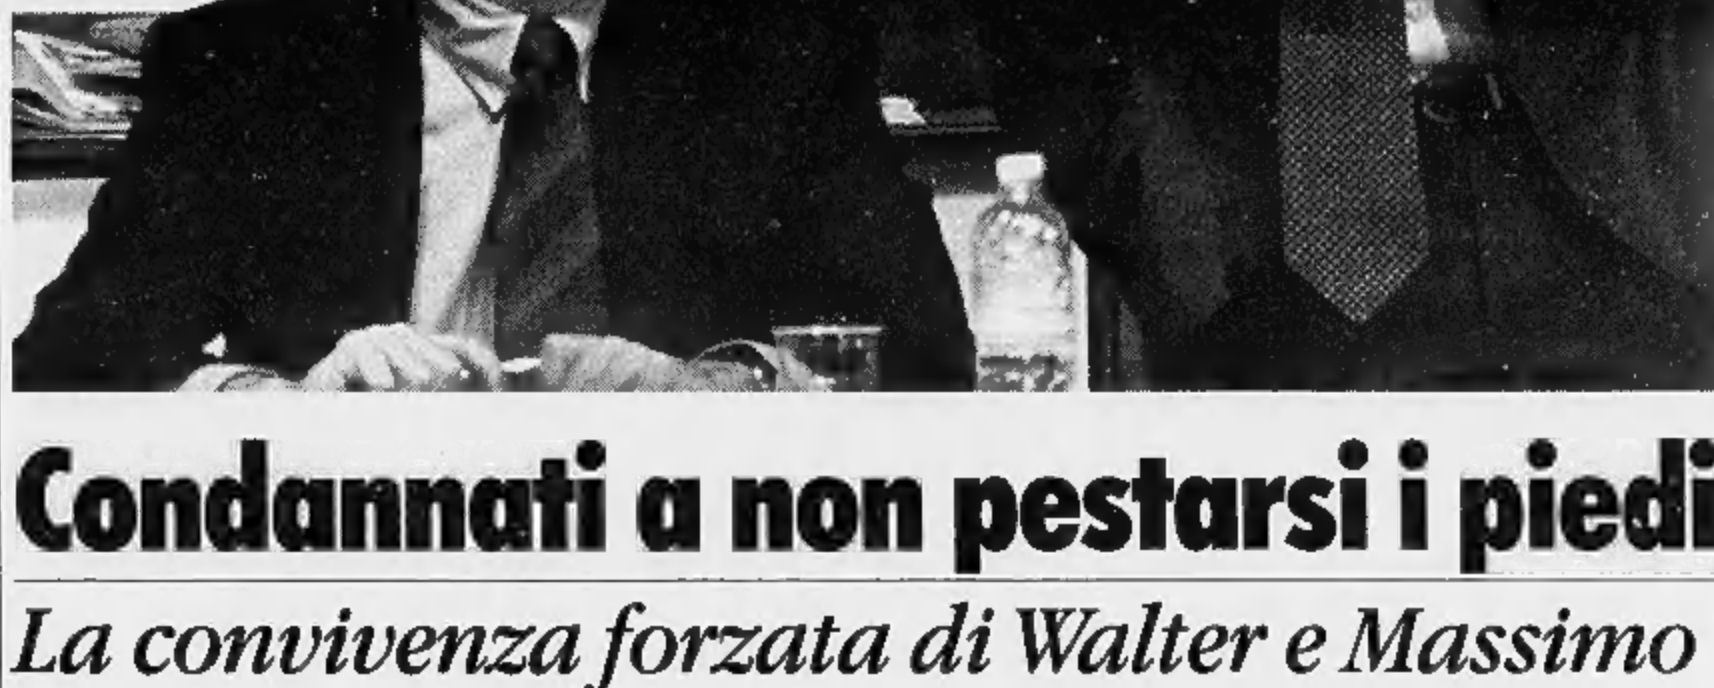 Condannati a non pestarsi i piedi
La convivenza forzata di Walter e Massimo